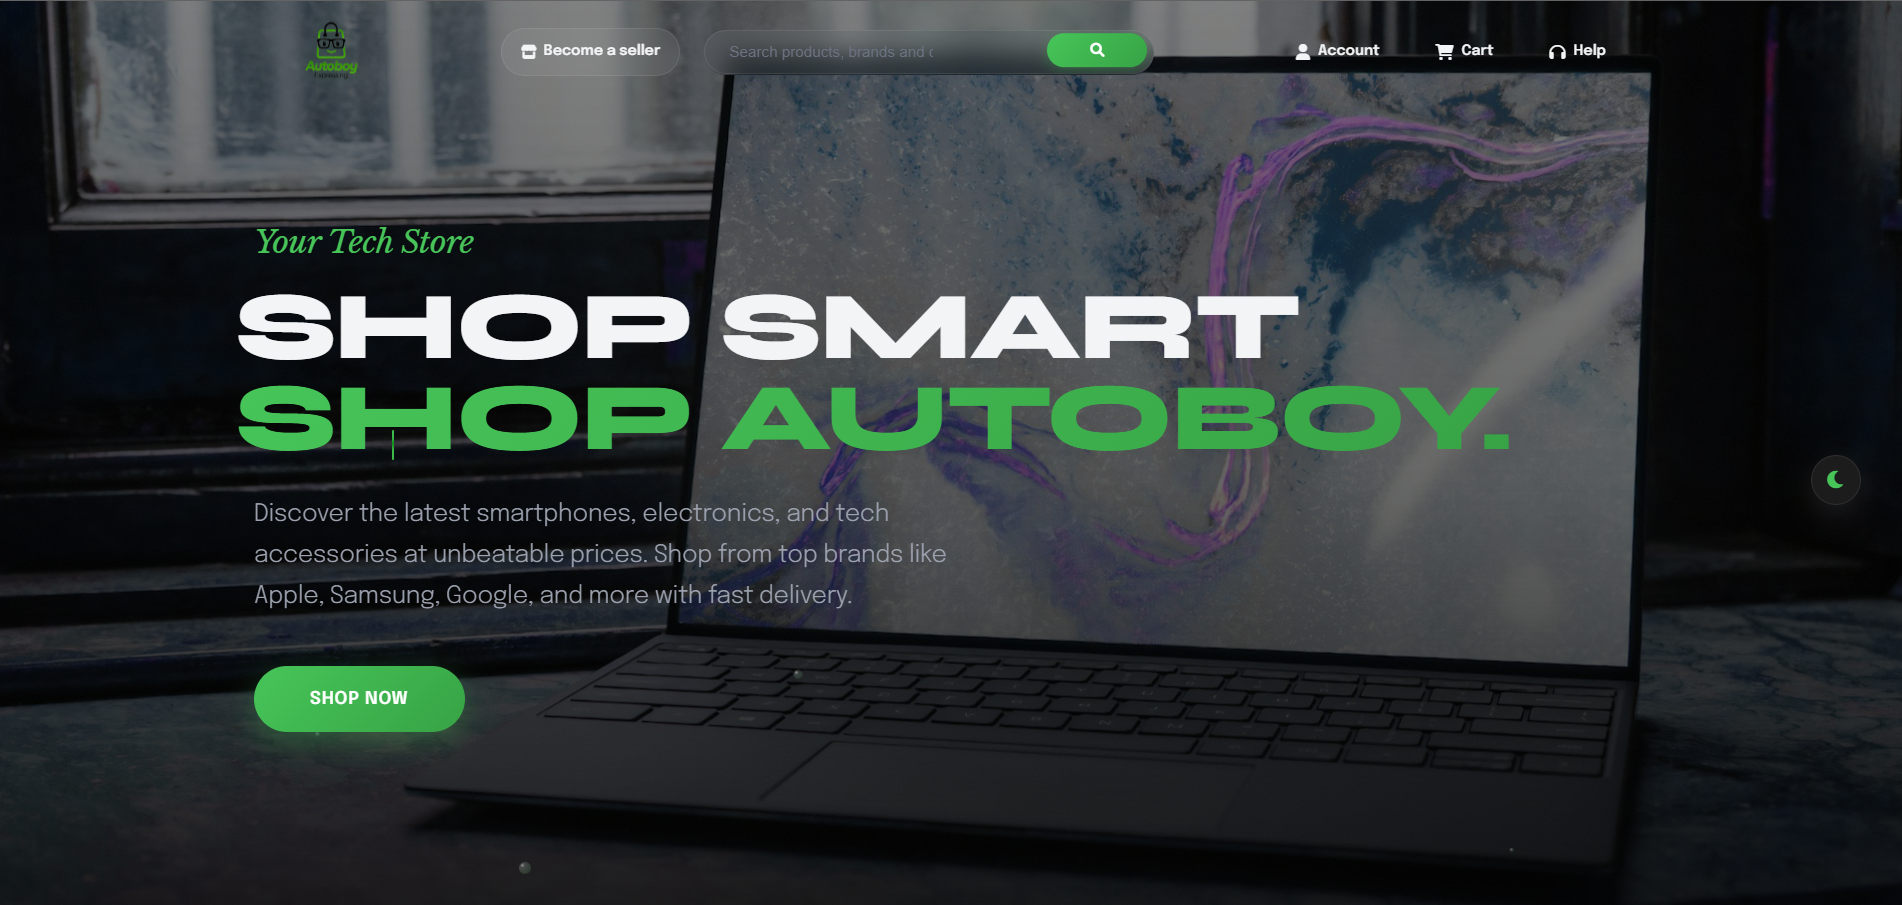 Autoboy
Become a seller
Search products, brands and c
Account
Cart
Help
Your Tech Store
SHOP SMART
SHOP AUTOBOY.
Discover the latest smartphones, electronics, and tech
accessories at unbeatable prices. Shop from top brands like
Apple, Samsung, Google, and more with fast delivery.
SHOP NOW